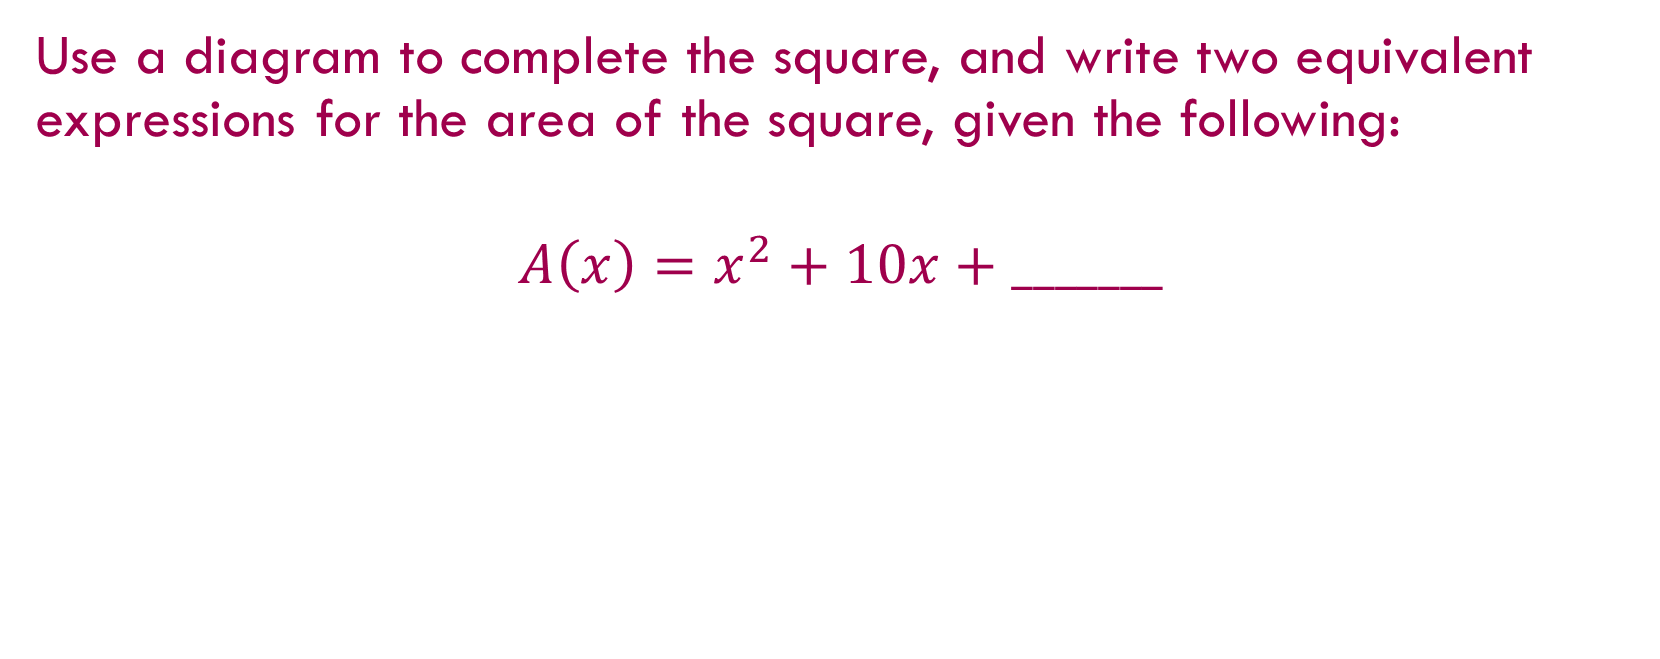 Use a diagram to complete the square, and write two equivalent
expressions for the area of the square, given the following:
A(x) = x² + 10x + _______